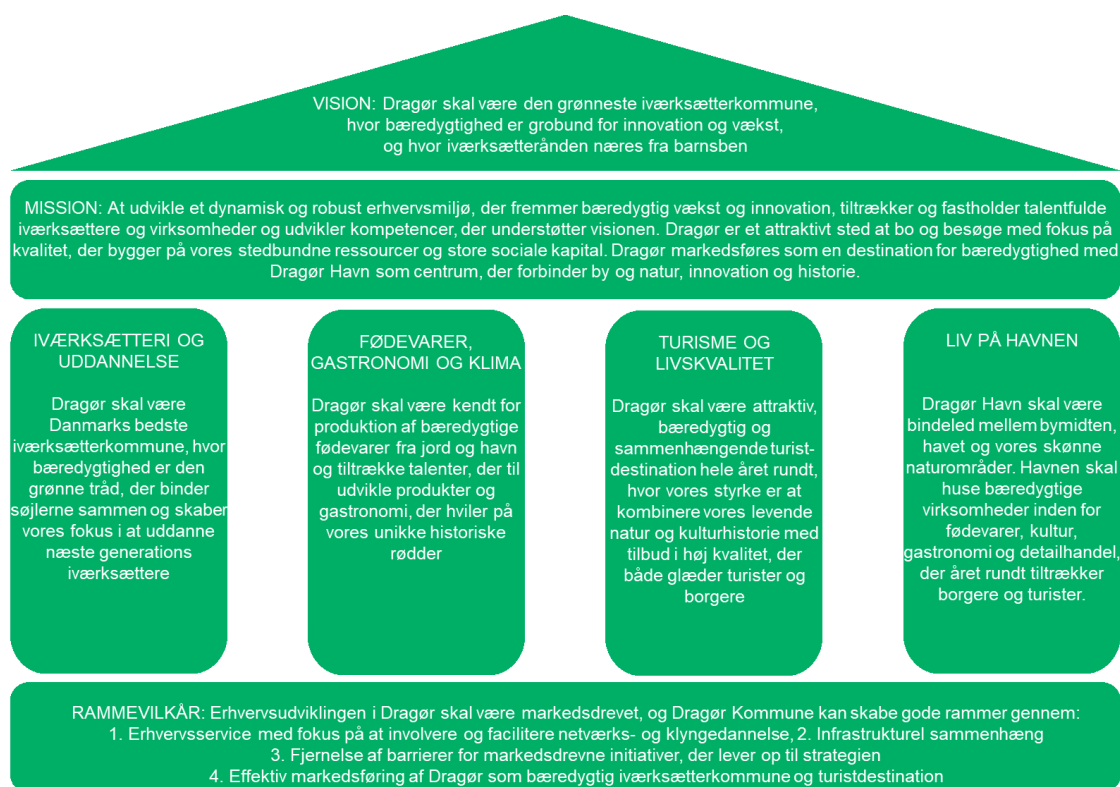 VISION: Dragør skal være den grønneste iværksætterkommune,
hvor bæredygtighed er grobund for innovation og vækst,
og hvor iværksætterånden næres fra barnsben
MISSION: At udvikle et dynamisk og robust erhvervsmiljø, der fremmer bæredygtig vækst og innovation, tiltrækker og fastholder talentfulde
iværksættere og virksomheder og udvikler kompetencer, der understøtter visionen. Dragør er et attraktivt sted at bo og besøge med fokus på
kvalitet, der bygger på vores stedbundne ressourcer og store sociale kapital. Dragør markedsføres som en destination for bæredygtighed med
Dragør Havn som centrum, der forbinder by og natur, innovation og historie.
IVÆRKSÆTTERI OG
UDDANNELSE
Dragør skal være
Danmarks bedste
iværksætterkommune, hvor
bæredygtighed er den
grønne tråd, der binder
søjlerne sammen og skaber
vores fokus i at uddanne
næste generations
iværksættere
FØDEVARER,
GASTRONOMI OG KLIMA
Dragør skal være kendt for
produktion af bæredygtige
fødevarer fra jord og havn
og tiltrække talenter, der til
udvikle produkter og
gastronomi, der hviler på
vores unikke historiske
rødder
TURISME OG
LIVSKVALITET
Dragør skal være attraktiv,
bæredygtig og
sammenhængende turist-
destination hele året rundt,
hvor vores styrke er at
kombinere vores levende
natur og kulturhistorie med
tilbud i høj kvalitet, der
både glæder turister og
borgere
LIV PÅ HAVNEN
Dragør Havn skal være
bindeled mellem bymidten,
havet og vores skønne
naturområder. Havnen skal
huse bæredygtige
virksomheder inden for
fødevarer, kultur,
gastronomi og detailhandel,
der året rundt tiltrækker
borgere og turister.
RAMMEVILKÅR: Erhvervsudviklingen i Dragør skal være markedsdrevet, og Dragør Kommune kan skabe gode rammer gennem:
1. Erhvervsservice med fokus på at involvere og facilitere netværks- og klyngedannelse, 2. Infrastrukturel sammenhæng
3. Fjernelse af barrierer for markedsdrevne initiativer, der lever op til strategien
4. Effektiv markedsføring af Dragør som bæredygtig iværksætterkommune og turistdestination